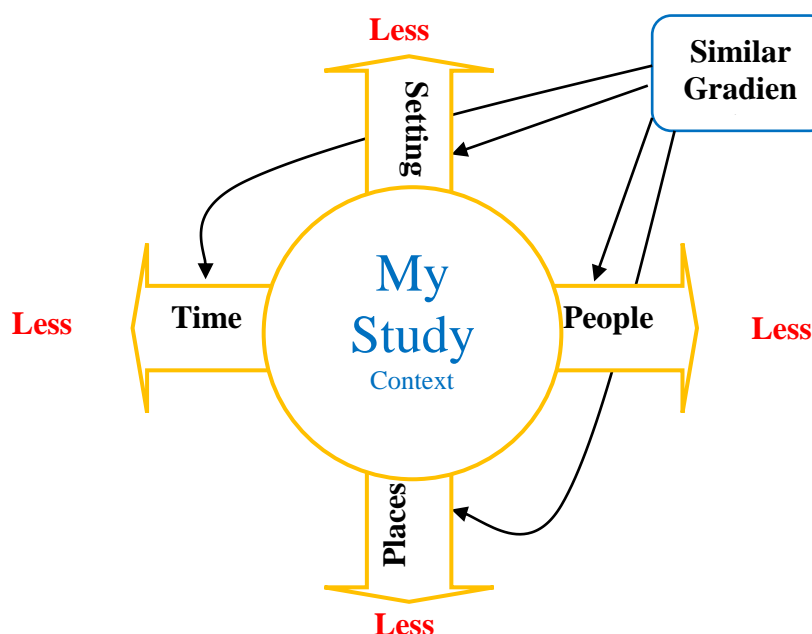 Less
Similar
Gradien
Setting
My
Study
Context
Time
People
Less
Less
Places
Less